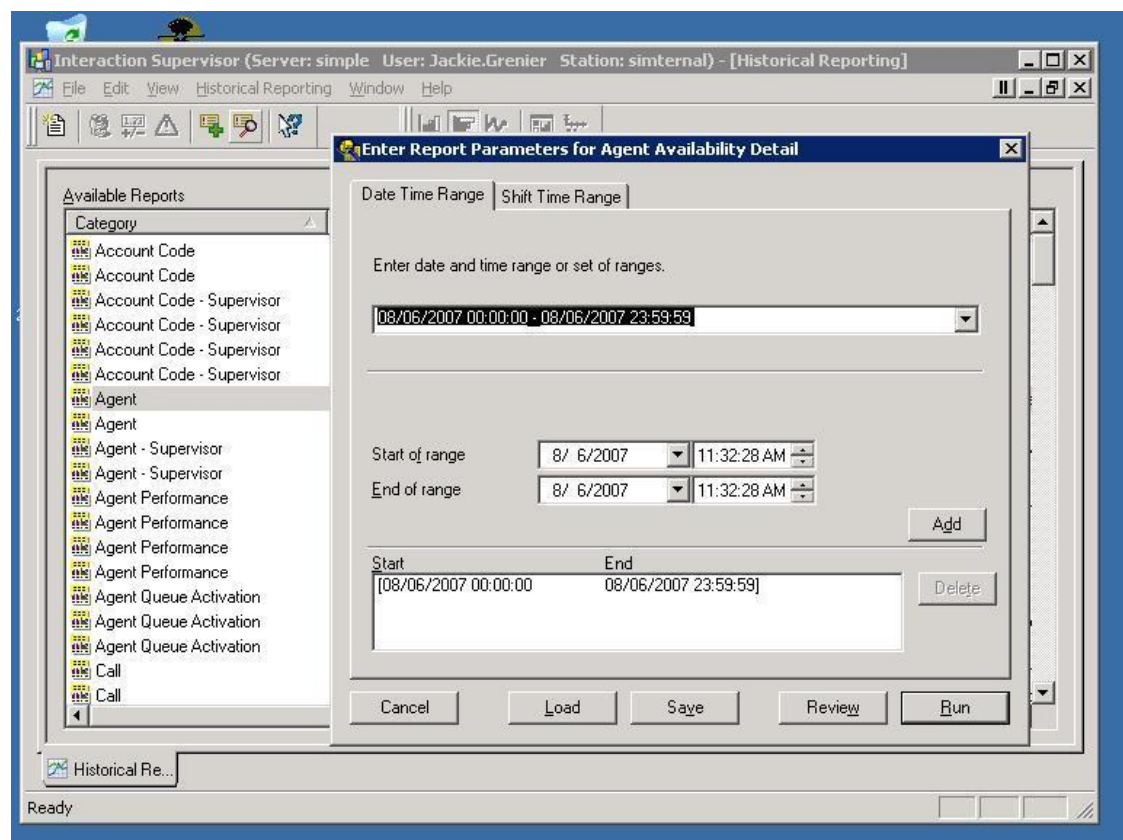 Interaction Supervisor (Server: simple User: Jackie.Grenier Station: simternal) - [Historical Reporting]
File Edit View Historical Reporting Window Help
Enter Report Parameters for Agent Availability Detail
Available Reports
Category
Account Code
Account Code
Account Code - Supervisor
Account Code - Supervisor
Account Code - Supervisor
Account Code - Supervisor
Agent
Agent
Agent - Supervisor
Agent - Supervisor
Agent Performance
Agent Performance
Agent Performance
Agent Performance
Agent Queue Activation
Agent Queue Activation
Agent Queue Activation
Call
Call
Date Time Range Shift Time Range
Enter date and time range or set of ranges.
08/06/2007 00:00:00 - 08/06/2007 23:59:59
Start of range 8/ 6/2007 11:32:28 AM
End of range 8/ 6/2007 11:32:28 AM
Add
Start End
[08/06/2007 00:00:00 08/06/2007 23:59:59]
Delete
Cancel Load Save Review Run
Historical Re...
Ready